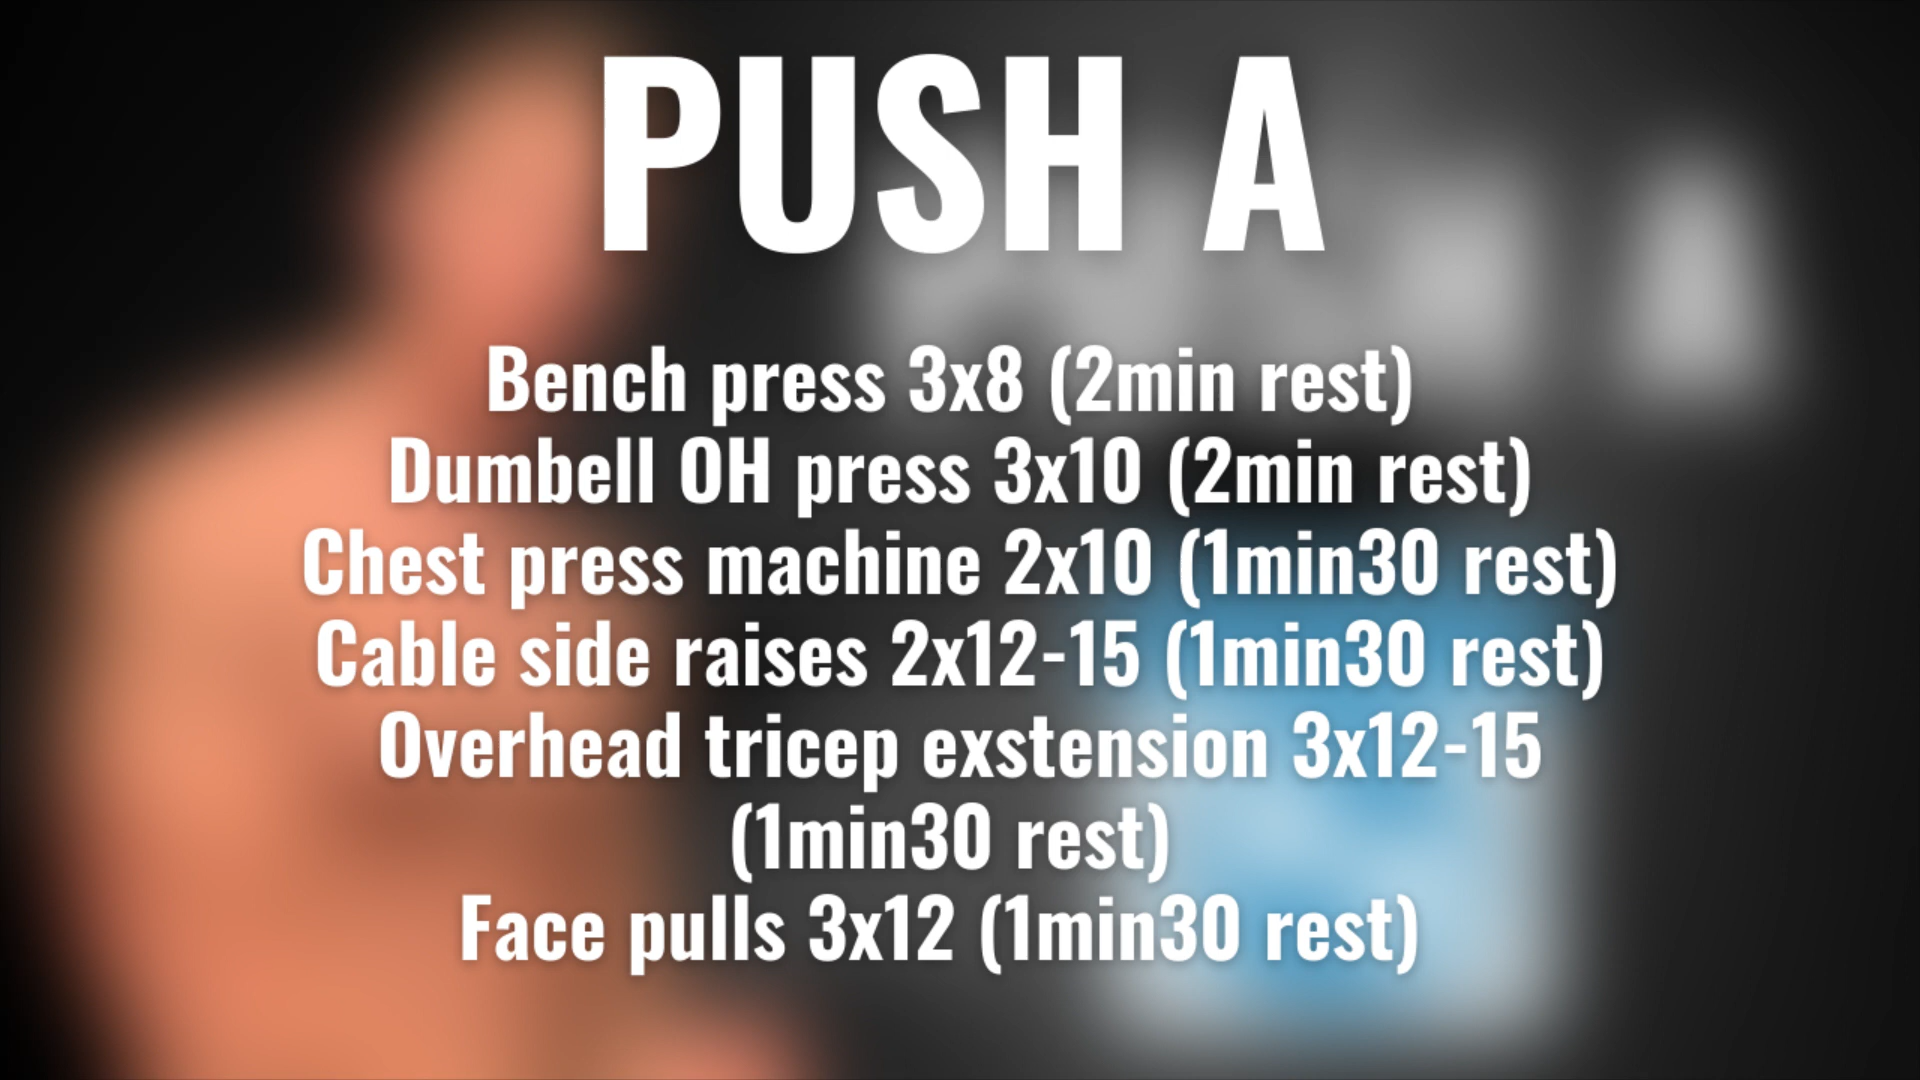 PUSH A
Bench press 3x8 (2min rest)
Dumbell OH press 3x10 (2min rest)
Chest press machine 2x10 (1min30 rest)
Cable side raises 2x12-15 (1min30 rest)
Overhead tricep exstension 3x12-15
(1min30 rest)
Face pulls 3x12 (1min30 rest)